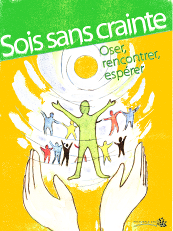 Sois sans crainte
Oser,
rencontrer,
espérer